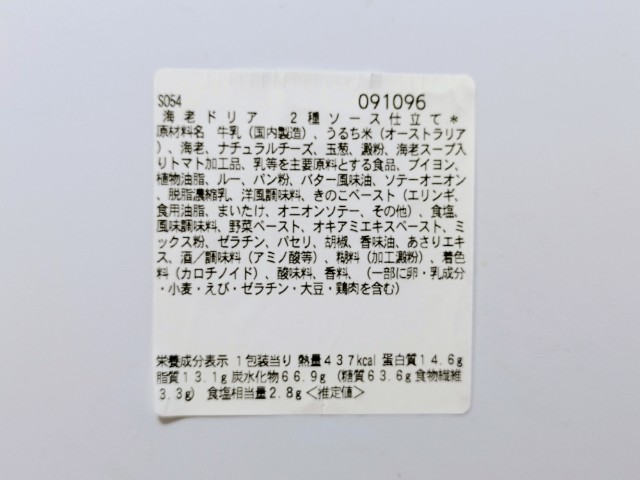 S054 091096
海老ドリア 2種ソース仕立て*
原材料名 牛乳(国内製造)、うるち米(オーストラリア
)、海老、ナチュラルチーズ、玉葱、澱粉、海老スープ入
りトマト加工品、乳等を主要原料とする食品、ブイヨン、
植物油脂、ルー、パン粉、バター風味油、ソテーオニオン
、脱脂濃縮乳、洋風調味料、きのこペースト(エリンギ、
食用油脂、まいたけ、オニオンソテー、その他)、食塩、
風味調味料、野菜ペースト、オキアミエキスペースト、ミ
ックス粉、ゼラチン、パセリ、胡椒、香味油、あさりエキ
ス、酒/調味料(アミノ酸等)、糊料(加工澱粉)、着色
料(カロチノイド)、酸味料、香料、(一部に卵・乳成分
・小麦・えび・ゼラチン・大豆・鶏肉を含む)
栄養成分表示 1包装当り 熱量437kcal 蛋白質14.6g
脂質13.1g 炭水化物66.9g (糖質63.6g 食物繊維
3.3g) 食塩相当量2.8g <推定値>